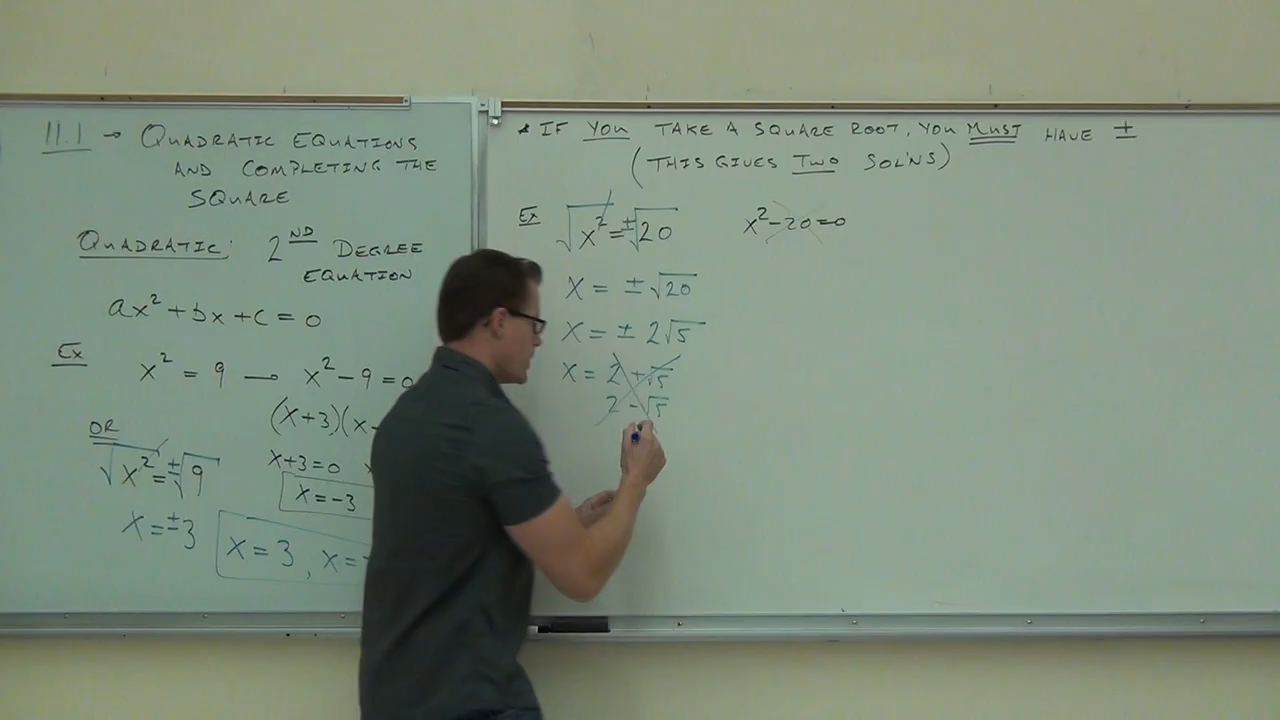 11.1 → QUADRATIC EQUATIONS
AND COMPLETING THE
SQUARE
QUADRATIC: 2ND DEGREE
EQUATION
ax² + bx + c = 0
Ex
x² = 9 — x² - 9 = 0
(x+3)(x-
x+3=0 x
x=-3
OR
√x² = ±√9
x = ±3
x = 3, x = -
* IF YOU TAKE A SQUARE ROOT, YOU MUST HAVE ±
(THIS GIVES TWO SOL'NS)
Ex √x² = ±√20 x² - 20 = 0
x = ±√20
x = ± 2√5
x = 2 + √5
2 - √5